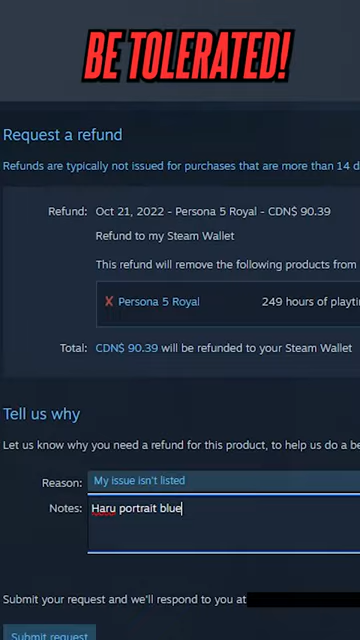 BE TOLERATED!
Request a refund
Refunds are typically not issued for purchases that are more than 14 d
Refund: Oct 21, 2022 - Persona 5 Royal - CDN$ 90.39
Refund to my Steam Wallet
This refund will remove the following products from
X Persona 5 Royal 249 hours of playti
Total: CDN$ 90.39 will be refunded to your Steam Wallet
Tell us why
Let us know why you need a refund for this product, to help us do a be
Reason: My issue isn't listed
Notes: Haru portrait blue
Submit your request and we'll respond to you at
Submit request